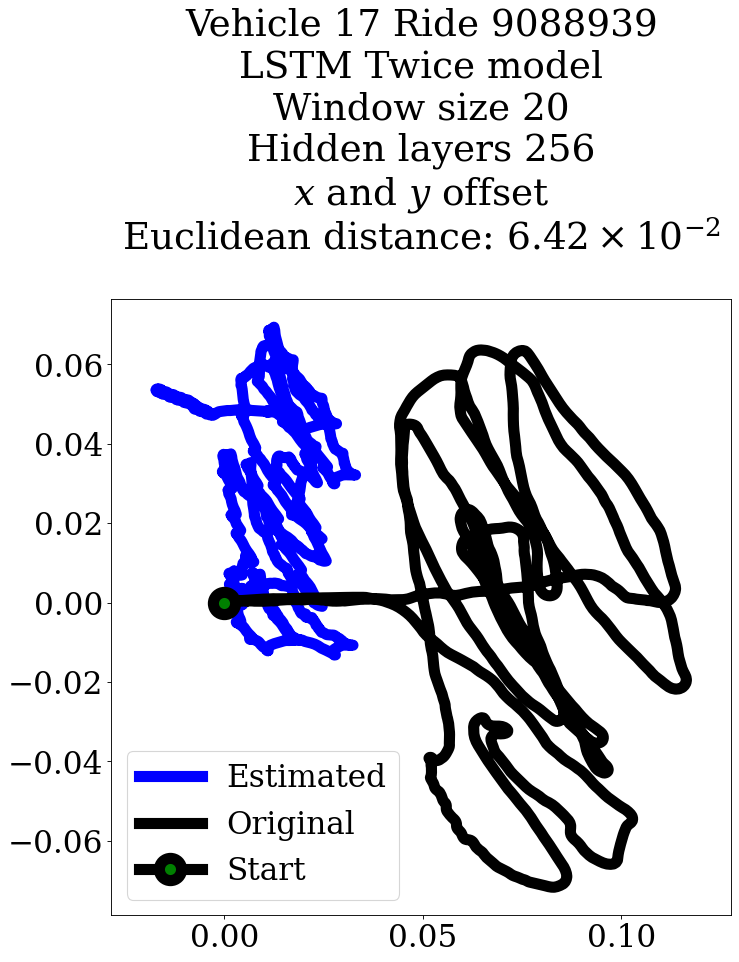 Vehicle 17 Ride 9088939
LSTM Twice model
Window size 20
Hidden layers 256
x and y offset
Euclidean distance: 6.42 × 10⁻²
0.06
0.04
0.02
0.00
−0.02
−0.04
−0.06
Estimated
Original
Start
0.00 0.05 0.10